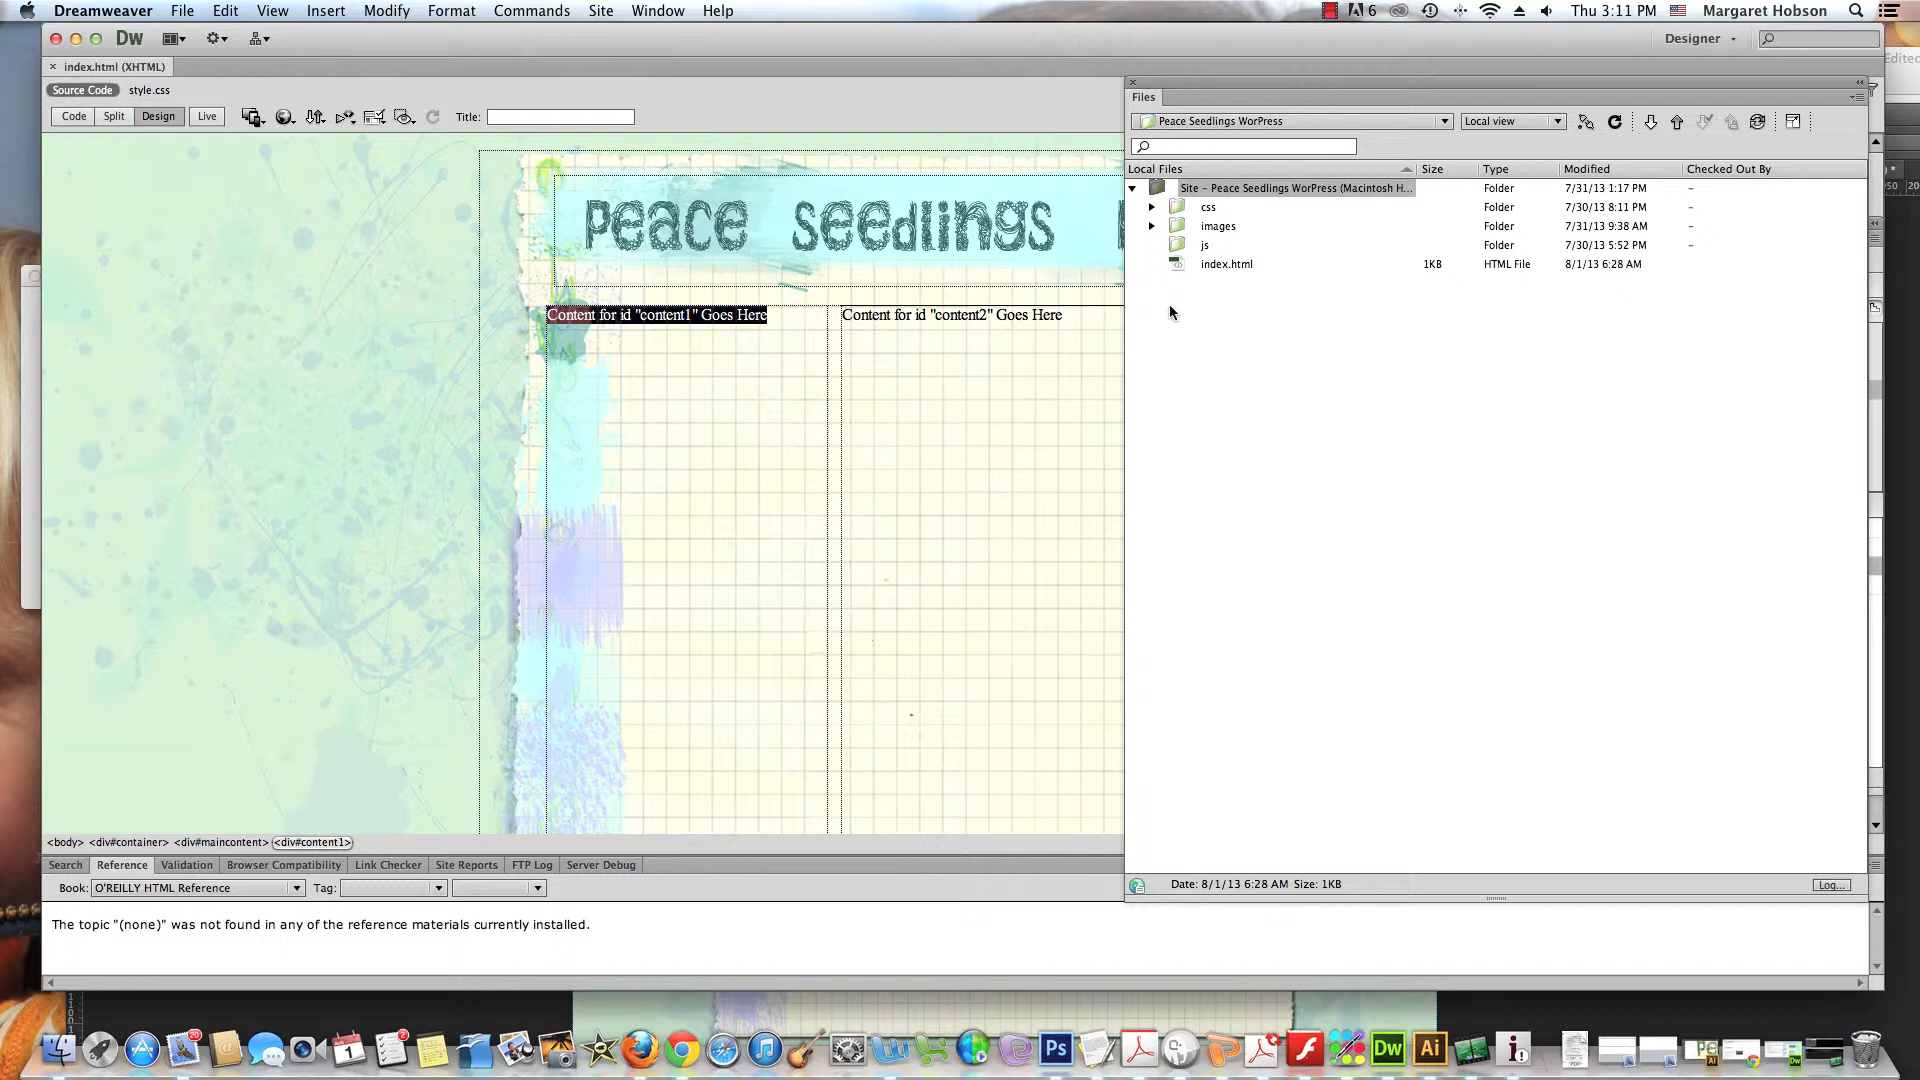 Dreamweaver File Edit View Insert Modify Format Commands Site Window Help
6 Thu 3:11 PM Margaret Hobson
Dw Designer
Edited
index.html (XHTML)
Source Code style.css
Code Split Design Live Title:
Peace Seedlings
Content for id "content1" Goes Here
Content for id "content2" Goes Here
Files
Peace Seedlings WorPress Local view
Local Files Size Type Modified Checked Out By
Site – Peace Seedlings WorPress (Macintosh H... Folder 7/31/13 1:17 PM –
css Folder 7/30/13 8:11 PM –
images Folder 7/31/13 9:38 AM –
js Folder 7/30/13 5:52 PM –
index.html 1KB HTML File 8/1/13 6:28 AM
Date: 8/1/13 6:28 AM Size: 1KB Log...
<body> <div#container> <div#maincontent> <div#content1>
Search Reference Validation Browser Compatibility Link Checker Site Reports FTP Log Server Debug
Book: O'REILLY HTML Reference Tag:
The topic "(none)" was not found in any of the reference materials currently installed.
20 1 2 Ps Dw Ai